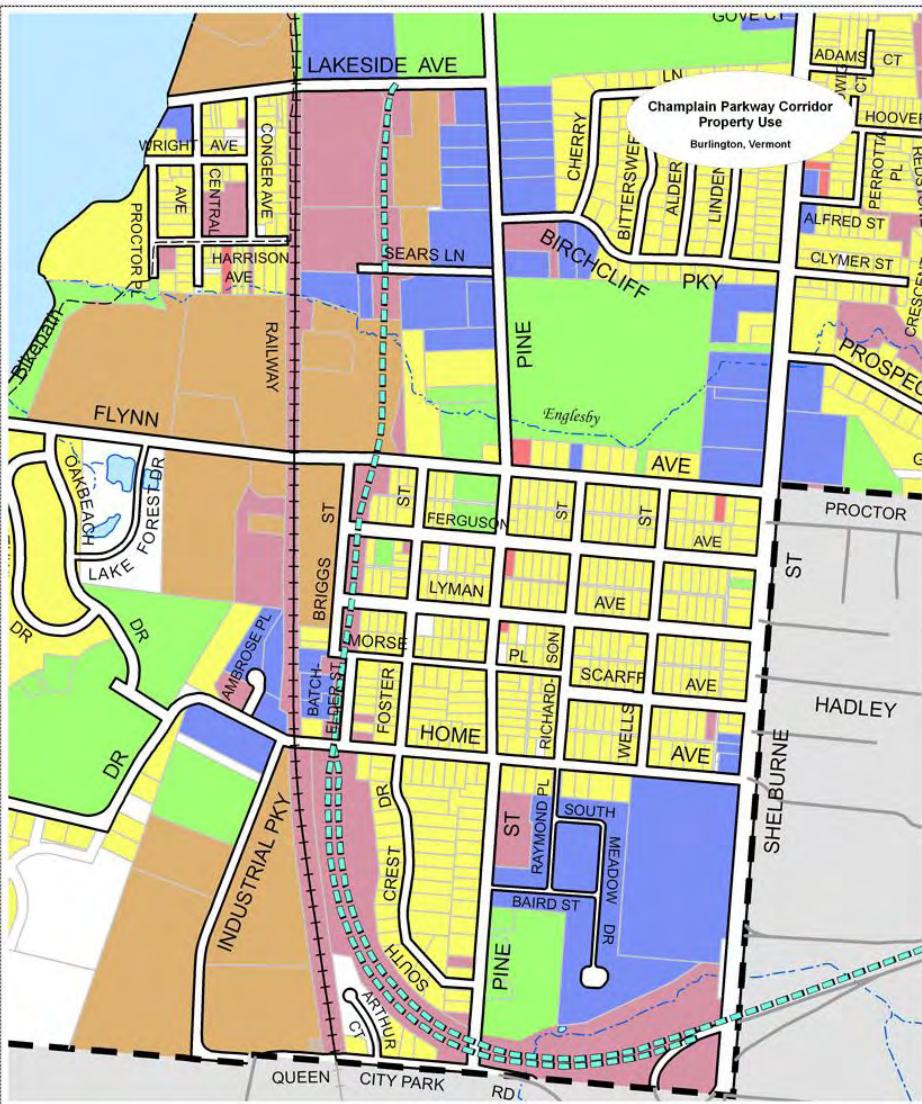 GOVE CT
LAKESIDE AVE
ADAMS CT
LN
CT
Champlain Parkway Corridor
Property Use
Burlington, Vermont
HOOVER
WRIGHT AVE
CONGER AVE
CENTRAL
AVE
CHERRY
BITTERSWEE
ALDER
LINDEN
PERROTTA
PL
PROCTOR P
ALFRED ST
HARRISON
AVE
SEARS LN
BIRCHCLIFF
PKY
CLYMER ST
CRESCEN
Bikepath
RAILWAY
PINE
PROSPEC
FLYNN
Englesby
AVE
OAKBEACH
LAKE FOREST DR
ST
ST
FERGUSON
ST
ST
AVE
PROCTOR
BRIGGS
LYMAN
AVE
ST
DR
DR
AMBROSE PL
MORSE
PL
RICHARD-
SON
SCARFF
AVE
BATCH-
ELDER ST
FOSTER
HADLEY
HOME
WELLS
AVE
DR
SHELBURNE
INDUSTRIAL PKY
DR
CREST
SOUTH
ST
RAYMOND PL
SOUTH
MEADOW
DR
BAIRD ST
PINE
ARTHUR
CT
QUEEN CITY PARK RD